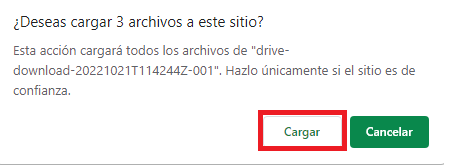 ¿Deseas cargar 3 archivos a este sitio?
Esta acción cargará todos los archivos de "drive-
download-20221021T114244Z-001". Hazlo únicamente si el sitio es de
confianza.
Cargar Cancelar